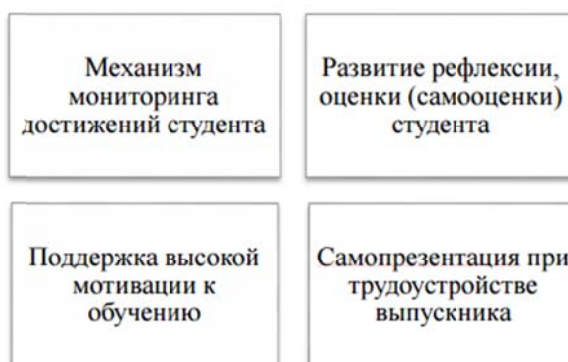 Механизм
мониторинга
достижений студента
Развитие рефлексии,
оценки (самооценки)
студента
Поддержка высокой
мотивации к
обучению
Самопрезентация при
трудоустройстве
выпускника